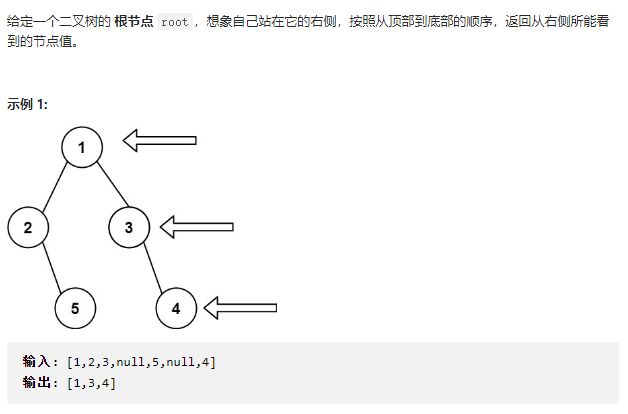 给定一个二叉树的 根节点 root，想象自己站在它的右侧，按照从顶部到底部的顺序，返回从右侧所能看
到的节点值。
示例 1:
1
2
3
5
4
输入：[1,2,3,null,5,null,4]
输出：[1,3,4]